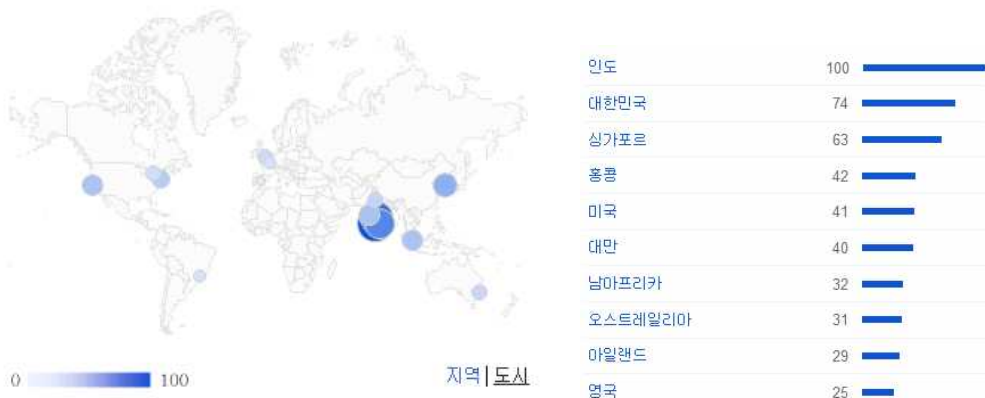 0 100 지역|도시
인도 100
대한민국 74
싱가포르 63
홍콩 42
미국 41
대만 40
남아프리카 32
오스트레일리아 31
아일랜드 29
영국 25